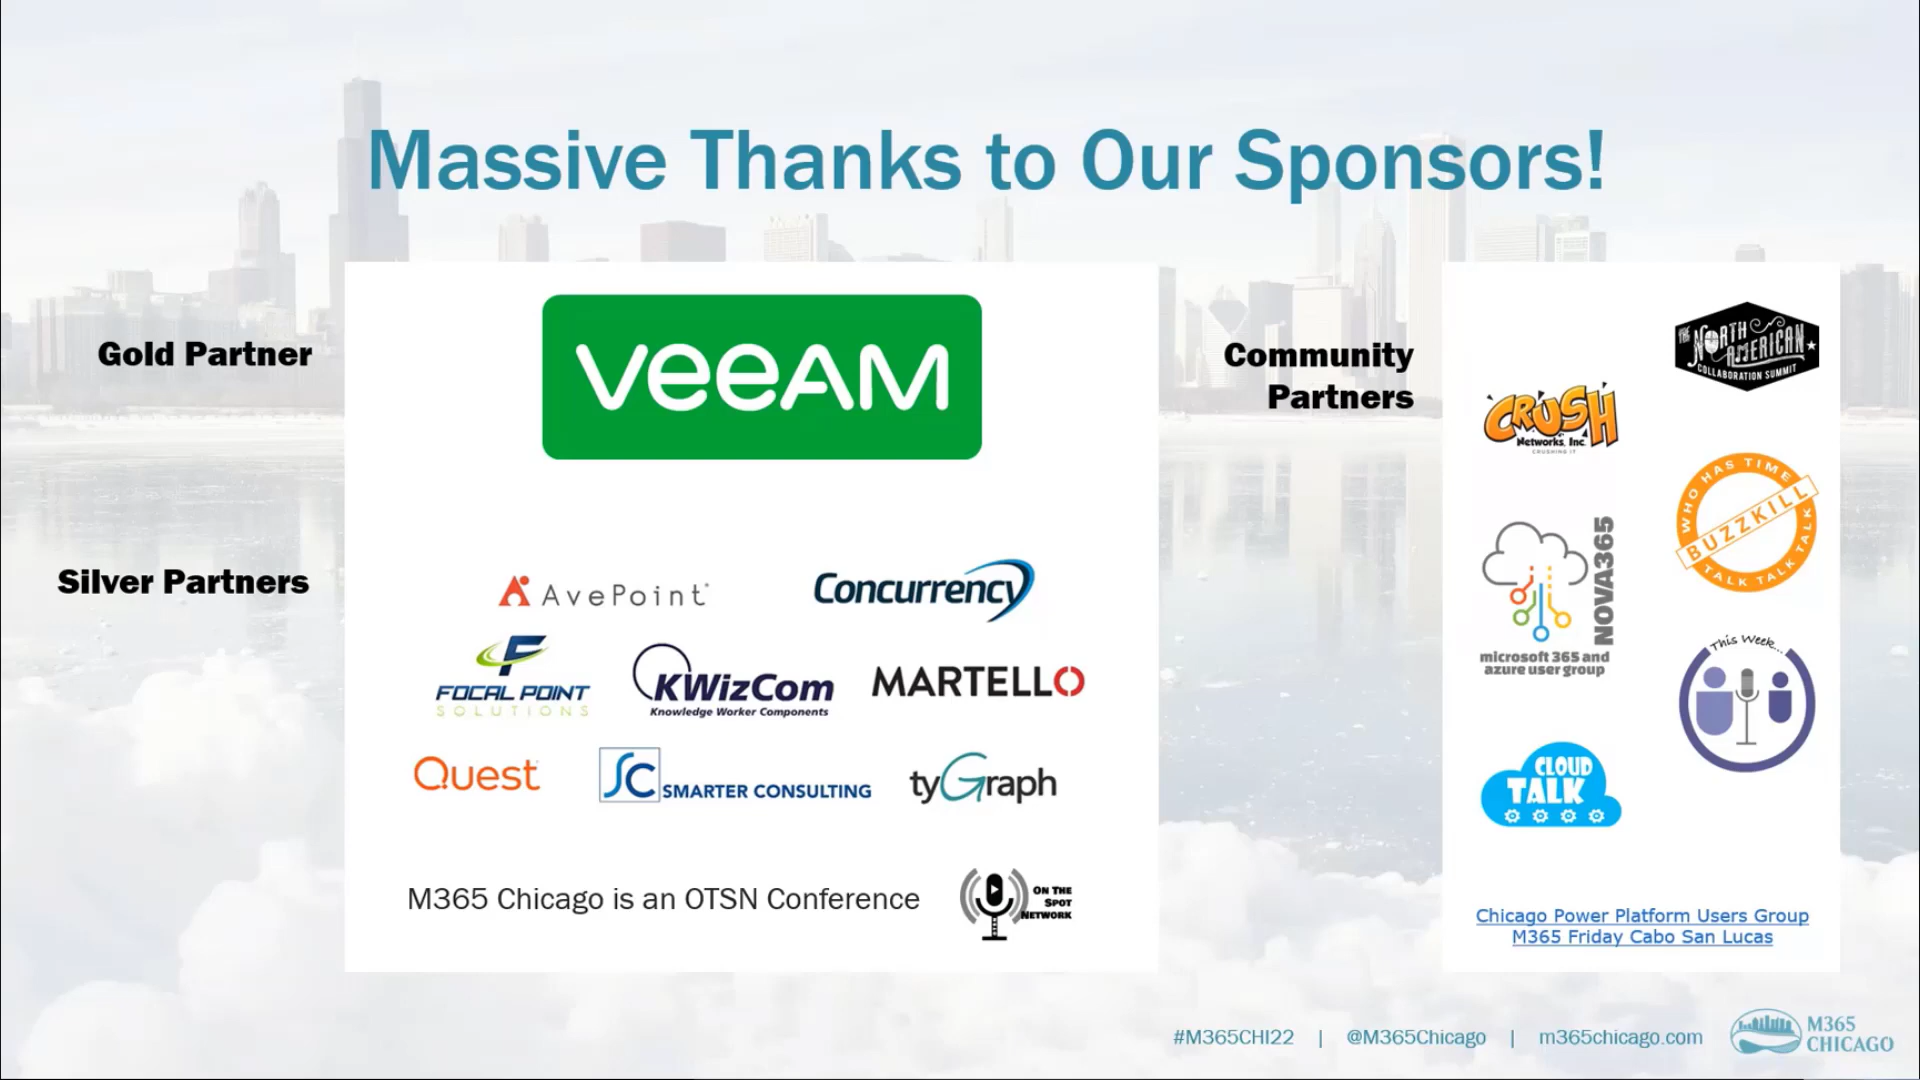 Massive Thanks to Our Sponsors!
Gold Partner
veeAM
Silver Partners
AvePoint
Concurrency
FOCAL POINT
SOLUTIONS
KWizCom
Knowledge Worker Components
MARTELLO
Quest
SC SMARTER CONSULTING
tyGraph
M365 Chicago is an OTSN Conference
ON THE
SPOT
NETWORK
Community
Partners
THE
NORTH
AMERICAN
COLLABORATION SUMMIT
CRUSH
Networks, Inc.
CRUSHING IT
WHO HAS TIME
BUZZKILL
TALK TALK TALK
NOVA365
microsoft 365 and
azure user group
This Week...
CLOUD
TALK
Chicago Power Platform Users Group
M365 Friday Cabo San Lucas
#M365CHI22 | @M365Chicago | m365chicago.com
M365
CHICAGO